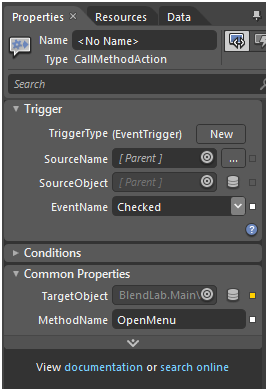 Properties × Resources Data
Name <No Name>
Type CallMethodAction
Search
Trigger
TriggerType (EventTrigger) New
SourceName [ Parent ] ...
SourceObject [ Parent ]
EventName Checked
?
Conditions
Common Properties
TargetObject BlendLab.Main\
MethodName OpenMenu
View documentation or search online